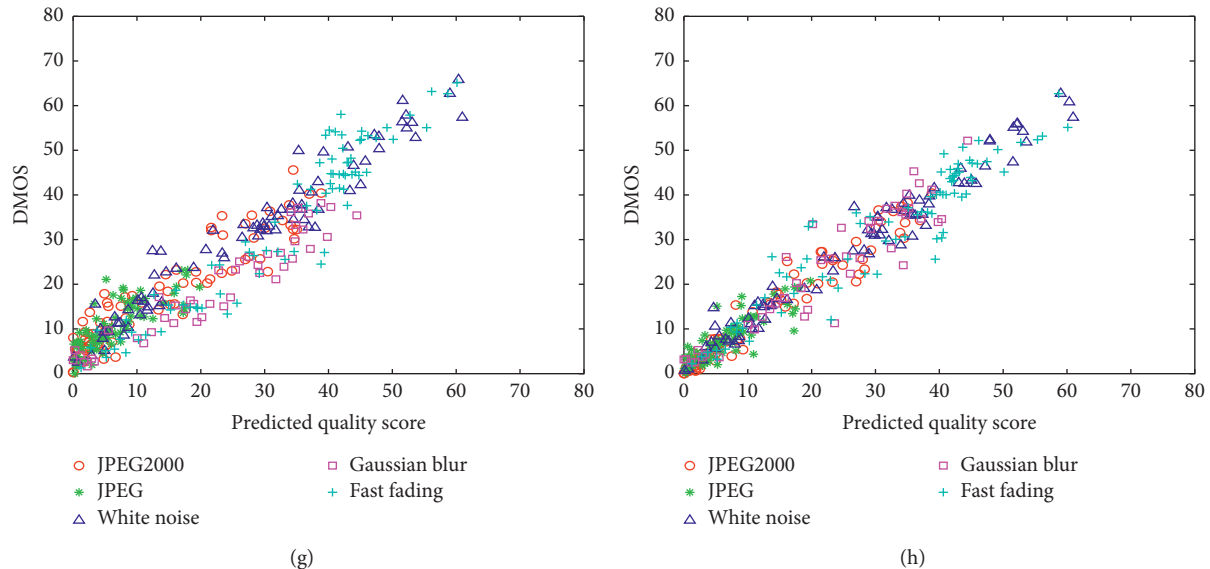 80
70
60
50
40
30
20
10
0
DMOS
0 10 20 30 40 50 60 70 80
Predicted quality score
JPEG2000
JPEG
White noise
Gaussian blur
Fast fading
(g)
80
70
60
50
40
30
20
10
0
DMOS
0 10 20 30 40 50 60 70 80
Predicted quality score
JPEG2000
JPEG
White noise
Gaussian blur
Fast fading
(h)